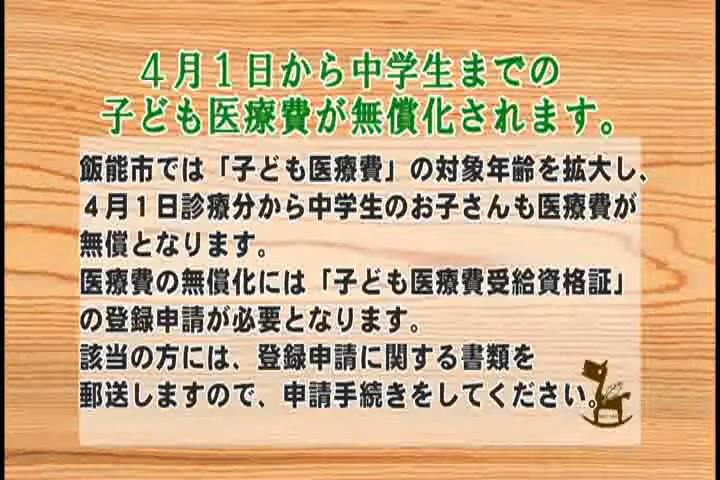 ４月１日から中学生までの
子ども医療費が無償化されます。
飯能市では「子ども医療費」の対象年齢を拡大し、
４月１日診療分から中学生のお子さんも医療費が
無償となります。
医療費の無償化には「子ども医療費受給資格証」
の登録申請が必要となります。
該当の方には、登録申請に関する書類を
郵送しますので、申請手続きをしてください。